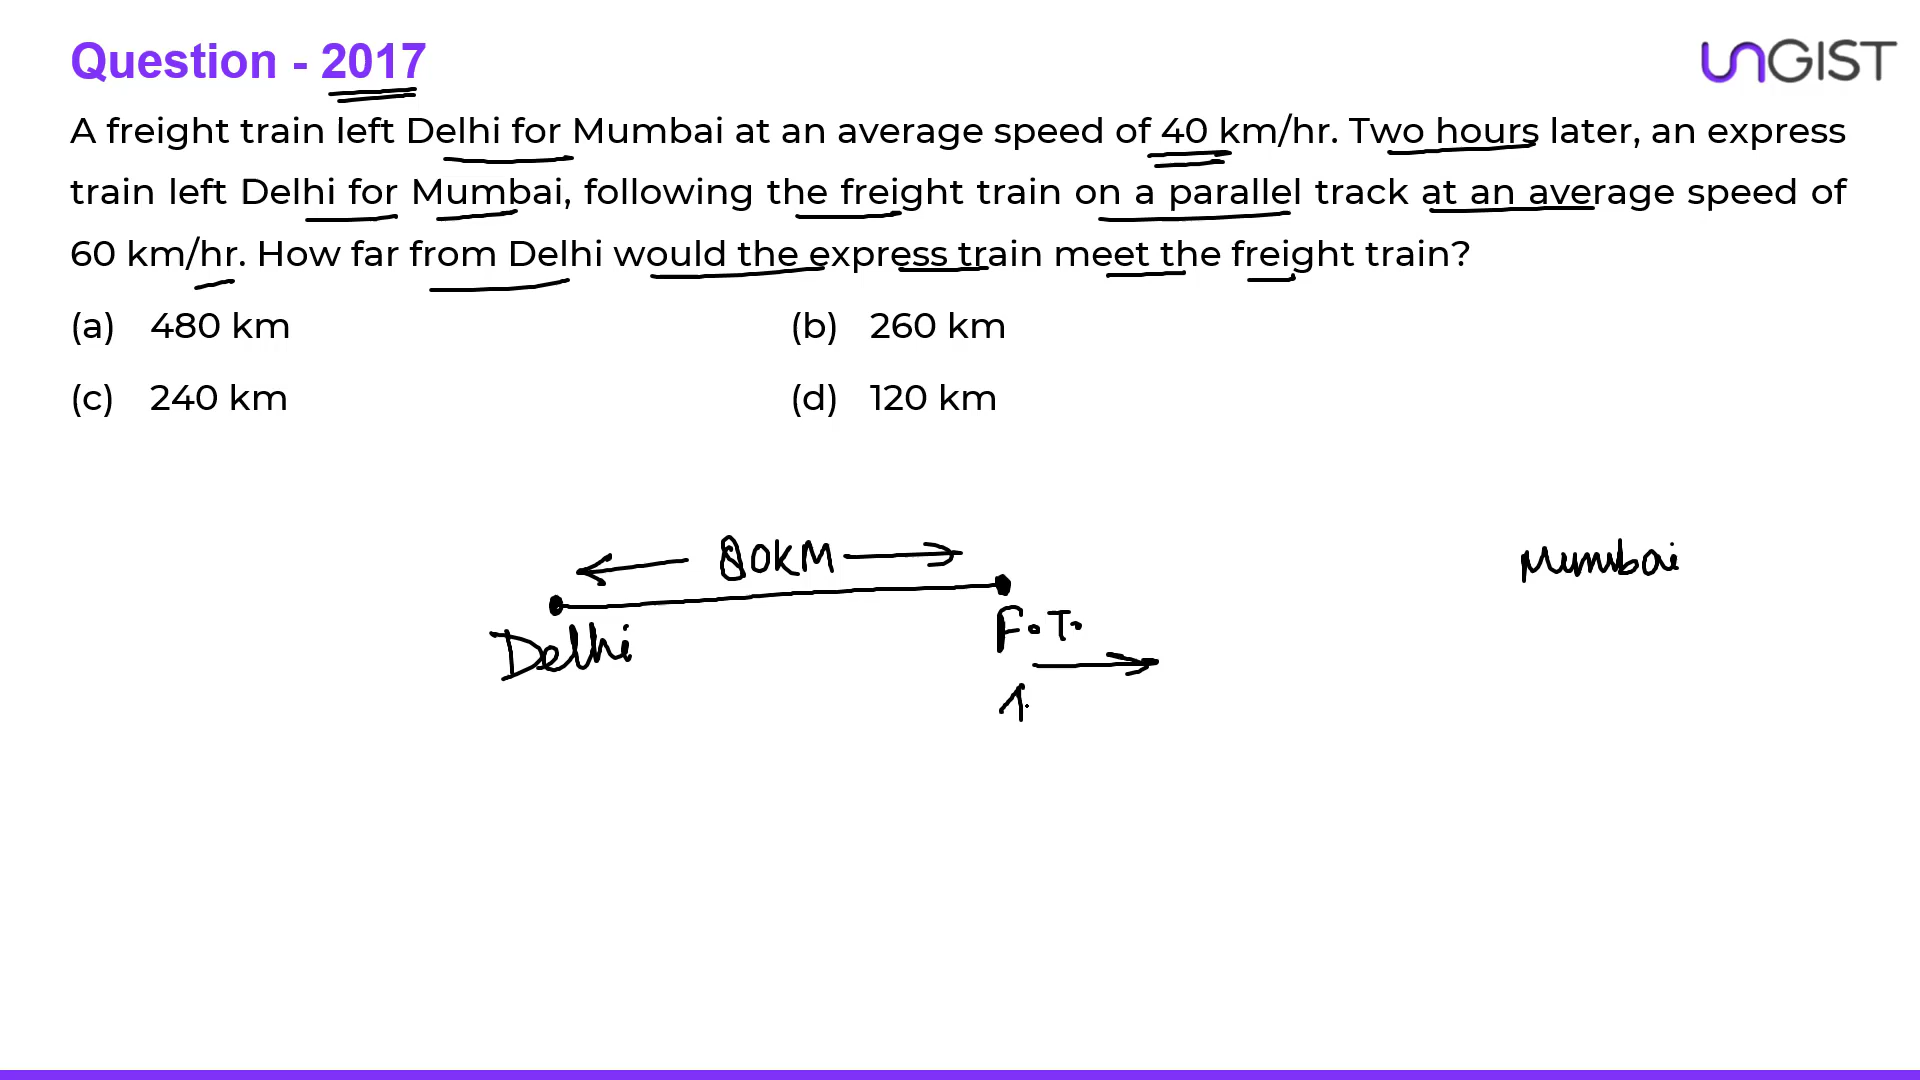 Question - 2017
UNGIST
A freight train left Delhi for Mumbai at an average speed of 40 km/hr. Two hours later, an express
train left Delhi for Mumbai, following the freight train on a parallel track at an average speed of
60 km/hr. How far from Delhi would the express train meet the freight train?
(a) 480 km
(b) 260 km
(c) 240 km
(d) 120 km
80KM
Mumbai
Delhi
F.T.